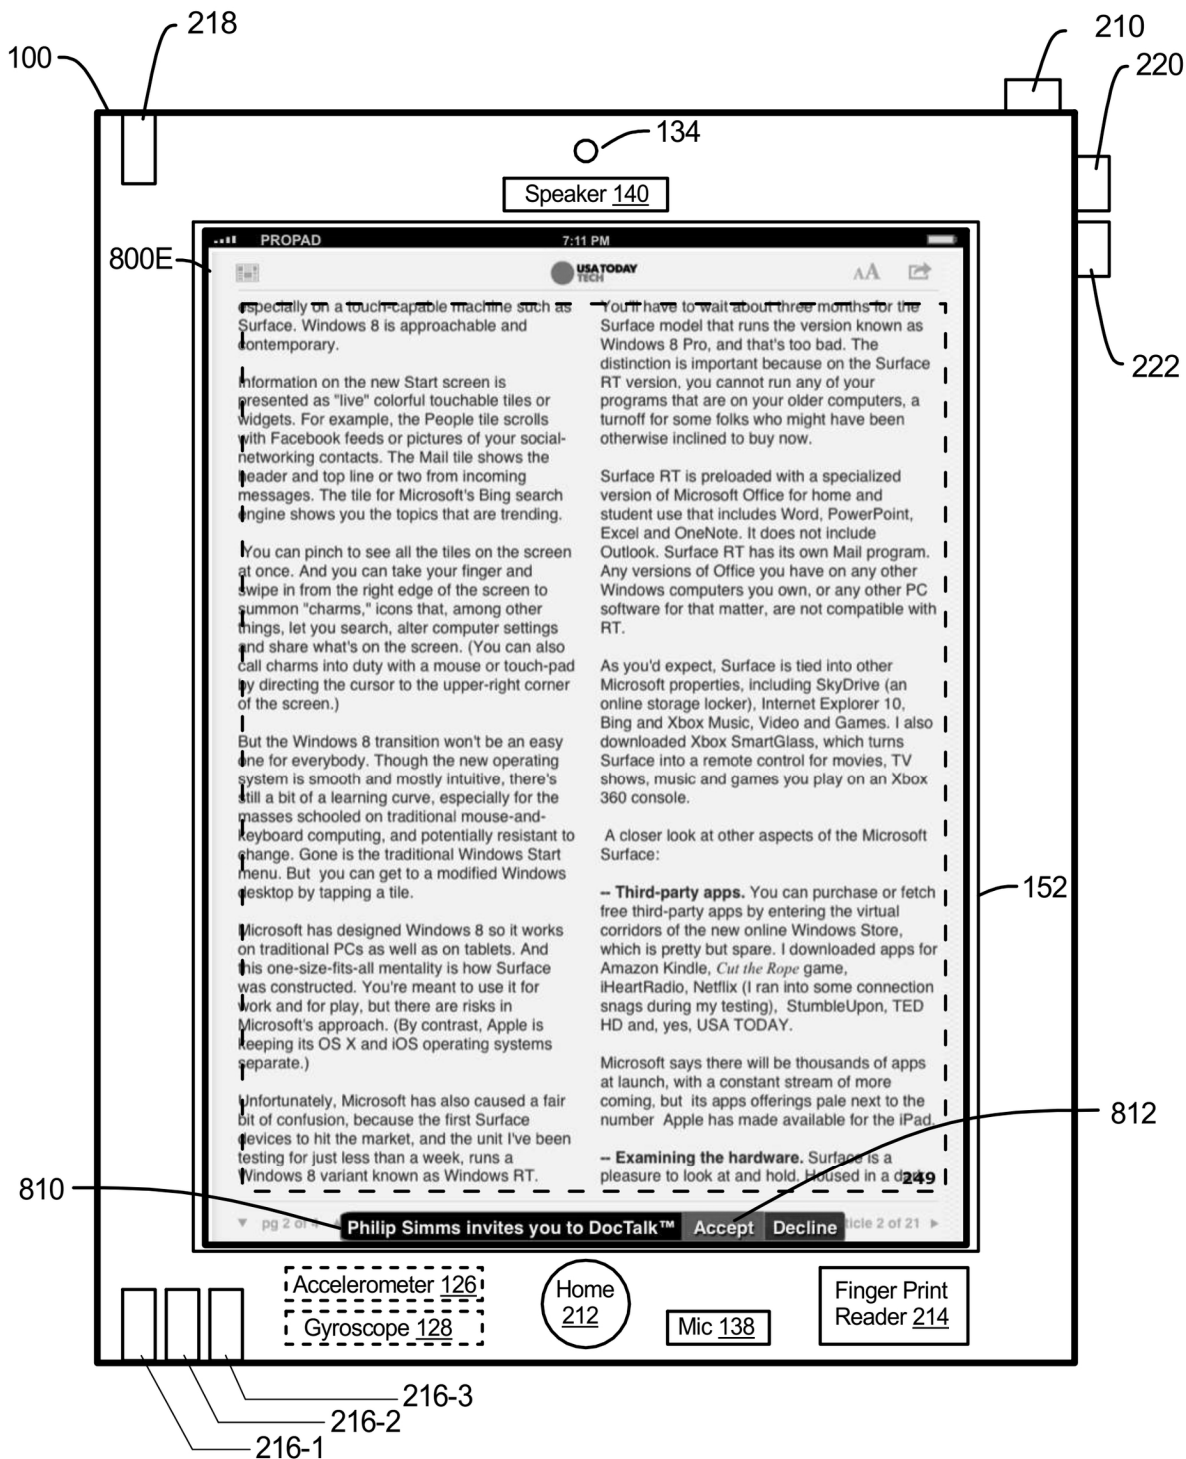 218
210
100
220
134
Speaker 140
800E
PROPAD
7:11 PM
USA TODAY
TECH
AA
222
especially on a touch-capable machine such as
Surface. Windows 8 is approachable and
contemporary.
Information on the new Start screen is
presented as "live" colorful touchable tiles or
widgets. For example, the People tile scrolls
with Facebook feeds or pictures of your social-
networking contacts. The Mail tile shows the
header and top line or two from incoming
messages. The tile for Microsoft's Bing search
engine shows you the topics that are trending.
You can pinch to see all the tiles on the screen
at once. And you can take your finger and
swipe in from the right edge of the screen to
summon "charms," icons that, among other
things, let you search, alter computer settings
and share what's on the screen. (You can also
call charms into duty with a mouse or touch-pad
by directing the cursor to the upper-right corner
of the screen.)
But the Windows 8 transition won't be an easy
one for everybody. Though the new operating
system is smooth and mostly intuitive, there's
still a bit of a learning curve, especially for the
masses schooled on traditional mouse-and-
keyboard computing, and potentially resistant to
change. Gone is the traditional Windows Start
menu. But you can get to a modified Windows
desktop by tapping a tile.
Microsoft has designed Windows 8 so it works
on traditional PCs as well as on tablets. And
this one-size-fits-all mentality is how Surface
was constructed. You're meant to use it for
work and for play, but there are risks in
Microsoft's approach. (By contrast, Apple is
keeping its OS X and iOS operating systems
separate.)
Unfortunately, Microsoft has also caused a fair
bit of confusion, because the first Surface
devices to hit the market, and the unit I've been
testing for just less than a week, runs a
Windows 8 variant known as Windows RT.
You'll have to wait about three months for the
Surface model that runs the version known as
Windows 8 Pro, and that's too bad. The
distinction is important because on the Surface
RT version, you cannot run any of your
programs that are on your older computers, a
turnoff for some folks who might have been
otherwise inclined to buy now.
Surface RT is preloaded with a specialized
version of Microsoft Office for home and
student use that includes Word, PowerPoint,
Excel and OneNote. It does not include
Outlook. Surface RT has its own Mail program.
Any versions of Office you have on any other
Windows computers you own, or any other PC
software for that matter, are not compatible with
RT.
As you'd expect, Surface is tied into other
Microsoft properties, including SkyDrive (an
online storage locker), Internet Explorer 10,
Bing and Xbox Music, Video and Games. I also
downloaded Xbox SmartGlass, which turns
Surface into a remote control for movies, TV
shows, music and games you play on an Xbox
360 console.
A closer look at other aspects of the Microsoft
Surface:
-- Third-party apps. You can purchase or fetch
free third-party apps by entering the virtual
corridors of the new online Windows Store,
which is pretty but spare. I downloaded apps for
Amazon Kindle, Cut the Rope game,
iHeartRadio, Netflix (I ran into some connection
snags during my testing), StumbleUpon, TED
HD and, yes, USA TODAY.
Microsoft says there will be thousands of apps
at launch, with a constant stream of more
coming, but its apps offerings pale next to the
number Apple has made available for the iPad.
-- Examining the hardware. Surface is a
pleasure to look at and hold. Housed in a
249
152
812
810
pg 2 of 4
Philip Simms invites you to DocTalk™ Accept Decline
ticle 2 of 21
Accelerometer 126
Gyroscope 128
Home
212
Mic 138
Finger Print
Reader 214
216-3
216-2
216-1